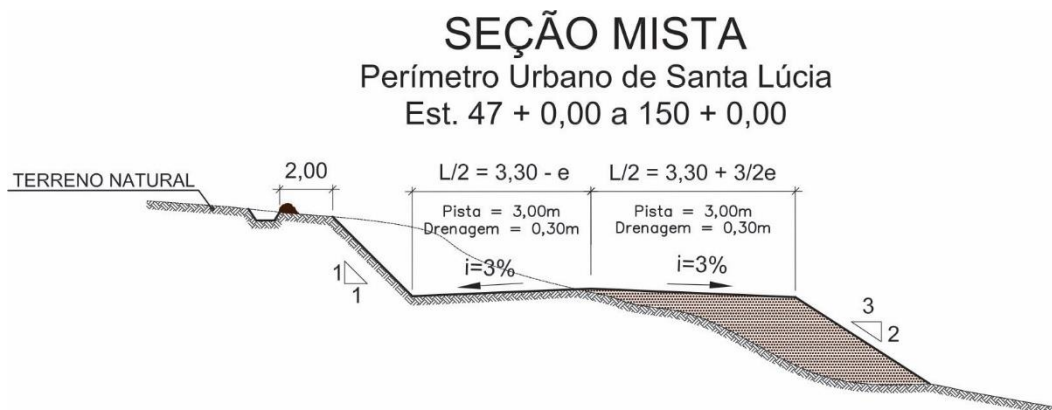 SEÇÃO MISTA
Perímetro Urbano de Santa Lúcia
Est. 47 + 0,00 a 150 + 0,00
TERRENO NATURAL
2,00
L/2 = 3,30 - e
L/2 = 3,30 + 3/2e
Pista = 3,00m
Drenagem = 0,30m
Pista = 3,00m
Drenagem = 0,30m
1
1
i=3%
i=3%
3
2